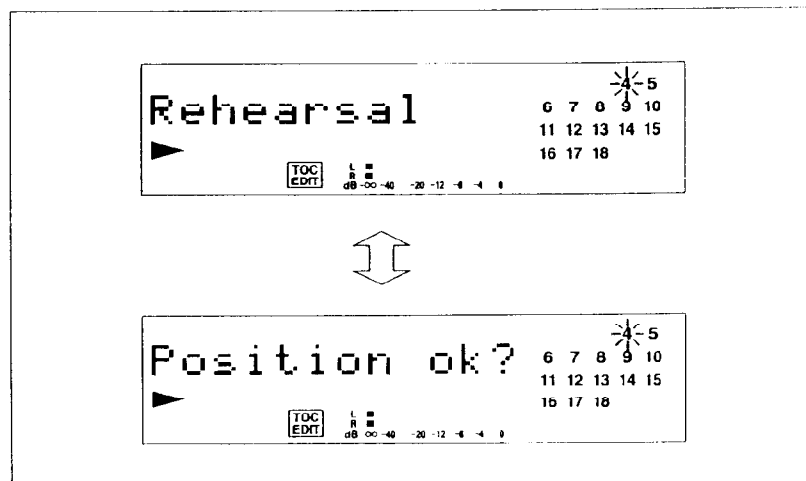 4 5
Rehearsal
6 7 8 9 10
11 12 13 14 15
16 17 18
TOC
EDIT
L
R
dB -∞ -40 -20 -12 -6 -4 0
4 5
Position ok?
6 7 8 9 10
11 12 13 14 15
16 17 18
TOC
EDIT
L
R
dB ∞ -40 -20 -12 -6 -4 0